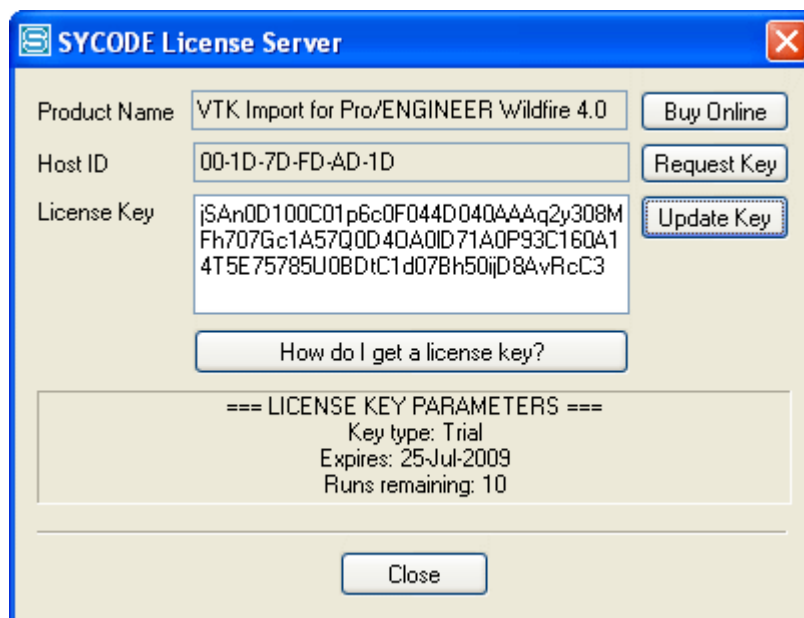 SYCODE License Server
Product Name VTK Import for Pro/ENGINEER Wildfire 4.0 Buy Online
Host ID 00-1D-7D-FD-AD-1D Request Key
License Key jSAn0D100C01p6c0F044D040AAAq2y308M Update Key
Fh707Gc1A57Q0D4OA0lD71A0P93C160A1
4T5E75785U0BDtC1d07Bh50ijD8AvRcC3
How do I get a license key?
=== LICENSE KEY PARAMETERS ===
Key type: Trial
Expires: 25-Jul-2009
Runs remaining: 10
Close